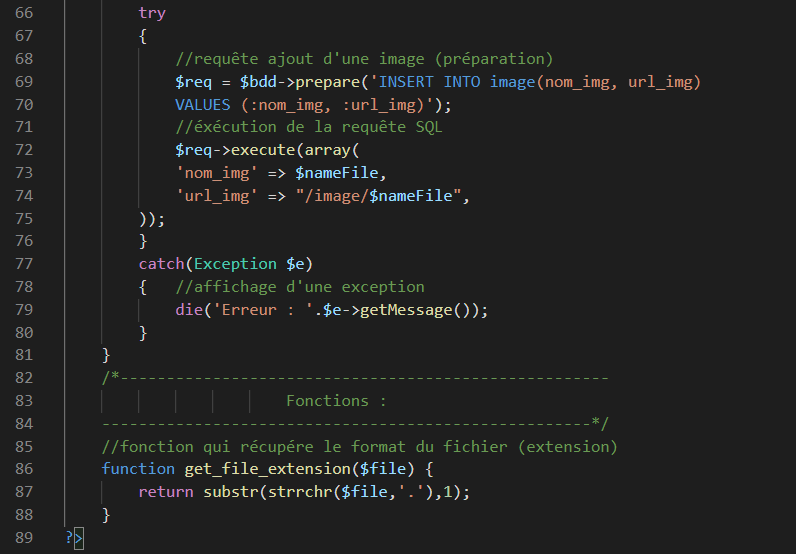 66 try
67 {
68 //requête ajout d'une image (préparation)
69 $req = $bdd->prepare('INSERT INTO image(nom_img, url_img)
70 VALUES (:nom_img, :url_img)');
71 //éxécution de la requête SQL
72 $req->execute(array(
73 'nom_img' => $nameFile,
74 'url_img' => "/image/$nameFile",
75 ));
76 }
77 catch(Exception $e)
78 { //affichage d'une exception
79 die('Erreur : '.$e->getMessage());
80 }
81 }
82 /*-----------------------------------------------------
83 Fonctions :
84 -----------------------------------------------------*/
85 //fonction qui récupére le format du fichier (extension)
86 function get_file_extension($file) {
87 return substr(strrchr($file,'.'),1);
88 }
89 ?>